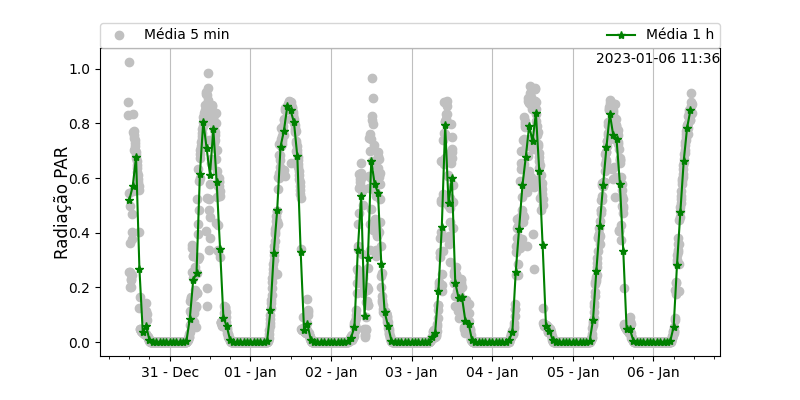 Média 5 min
Média 1 h
2023-01-06 11:36
Radiação PAR
1.0
0.8
0.6
0.4
0.2
0.0
31 - Dec
01 - Jan
02 - Jan
03 - Jan
04 - Jan
05 - Jan
06 - Jan